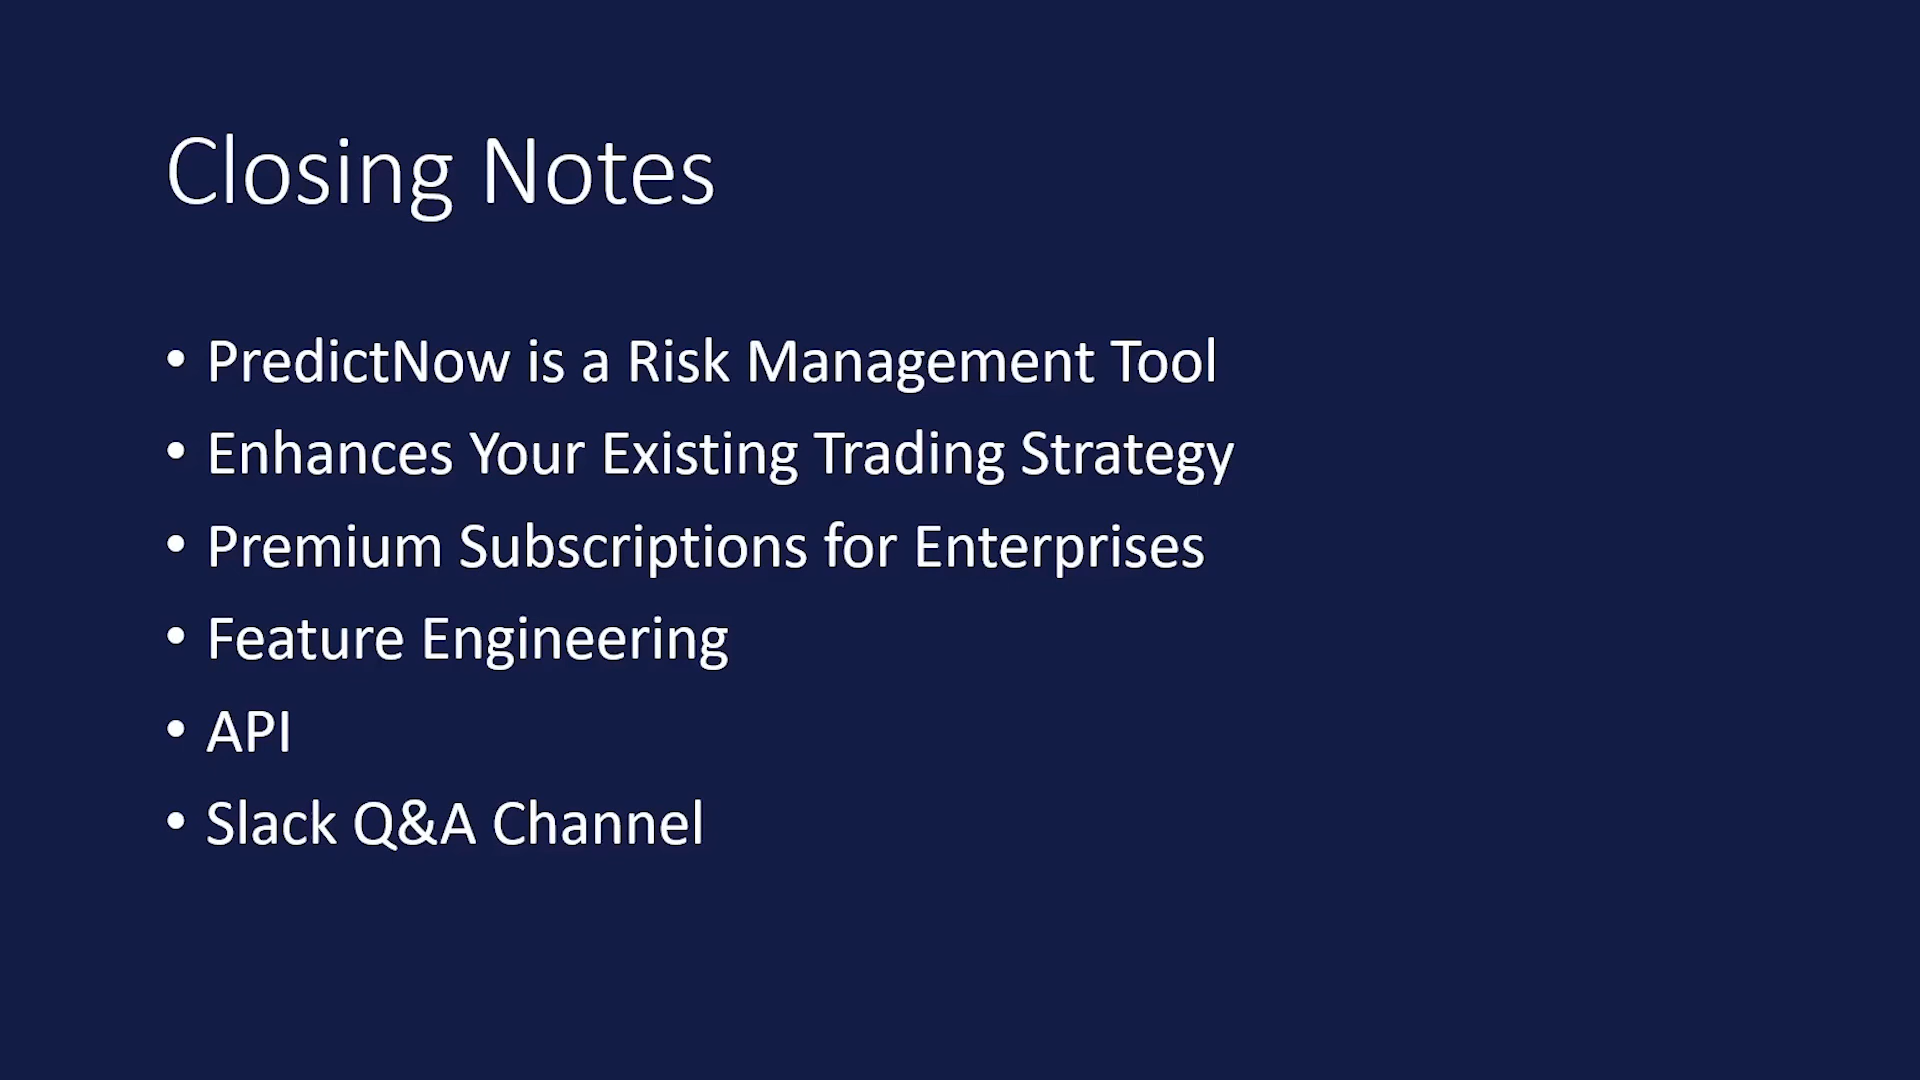 Closing Notes
• PredictNow is a Risk Management Tool
• Enhances Your Existing Trading Strategy
• Premium Subscriptions for Enterprises
• Feature Engineering
• API
• Slack Q&A Channel